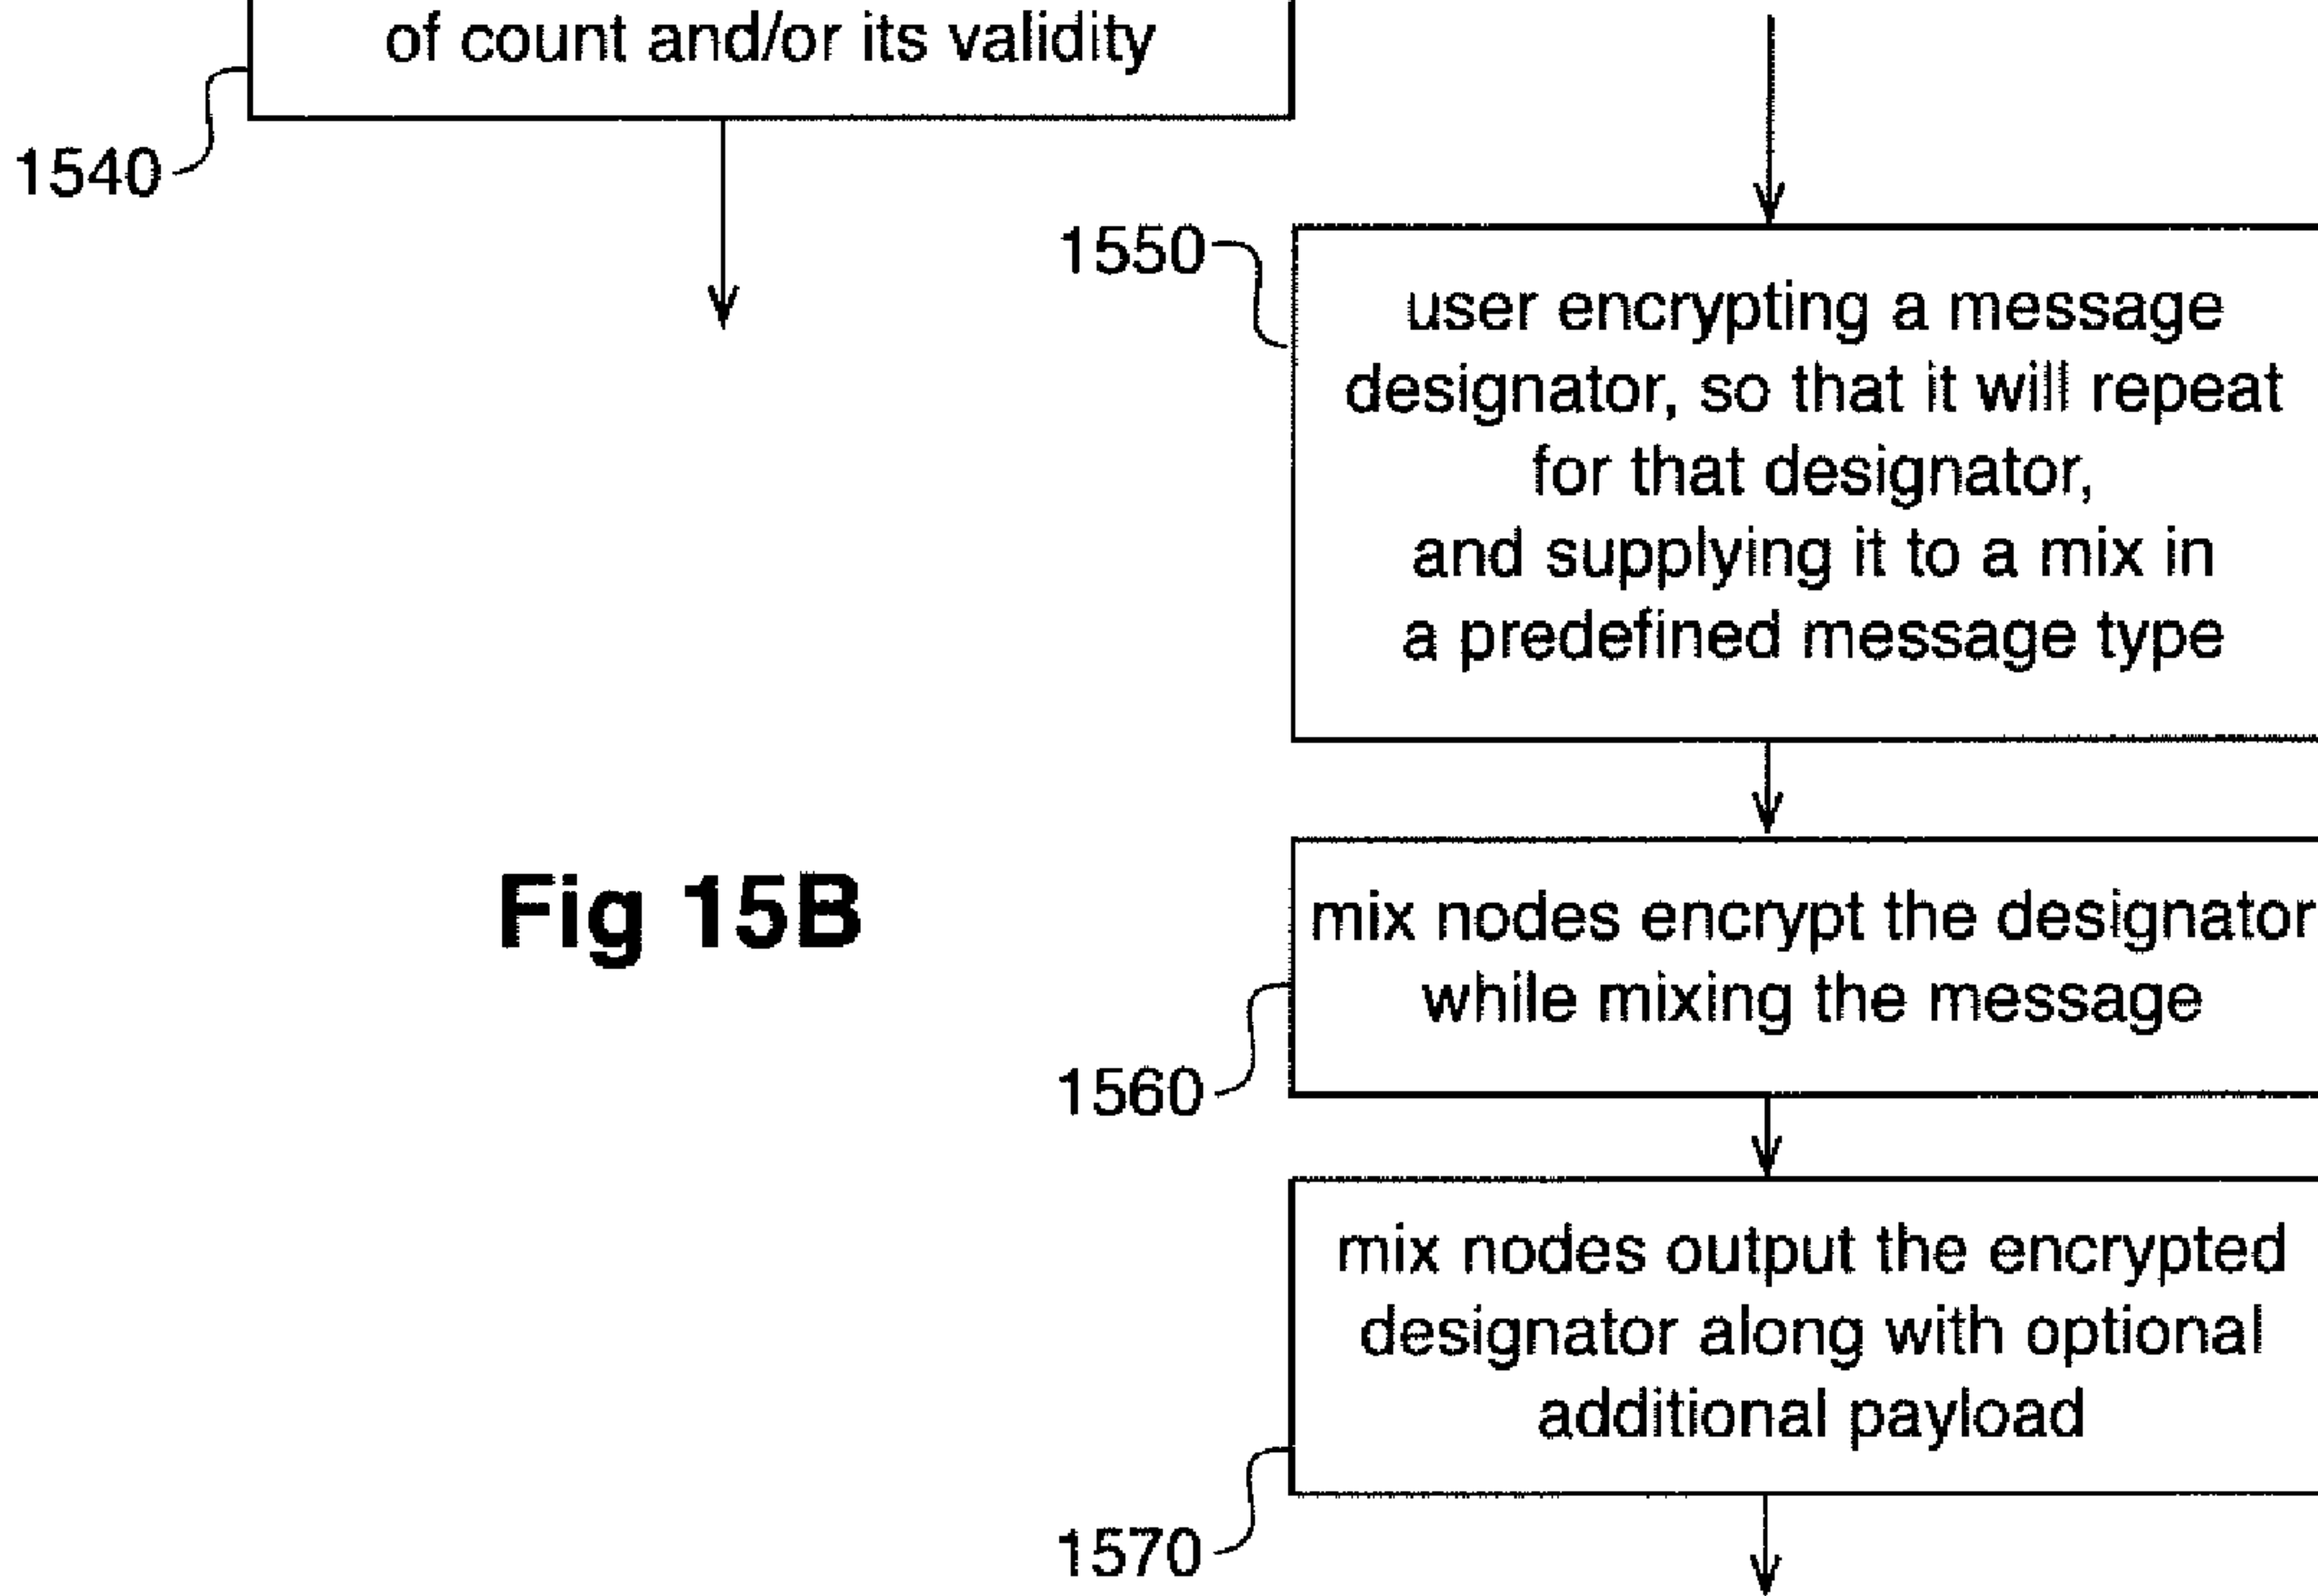 of count and/or its validity
1540
1550
user encrypting a message
designator, so that it will repeat
for that designator,
and supplying it to a mix in
a predefined message type
Fig 15B
mix nodes encrypt the designator
while mixing the message
1560
mix nodes output the encrypted
designator along with optional
additional payload
1570